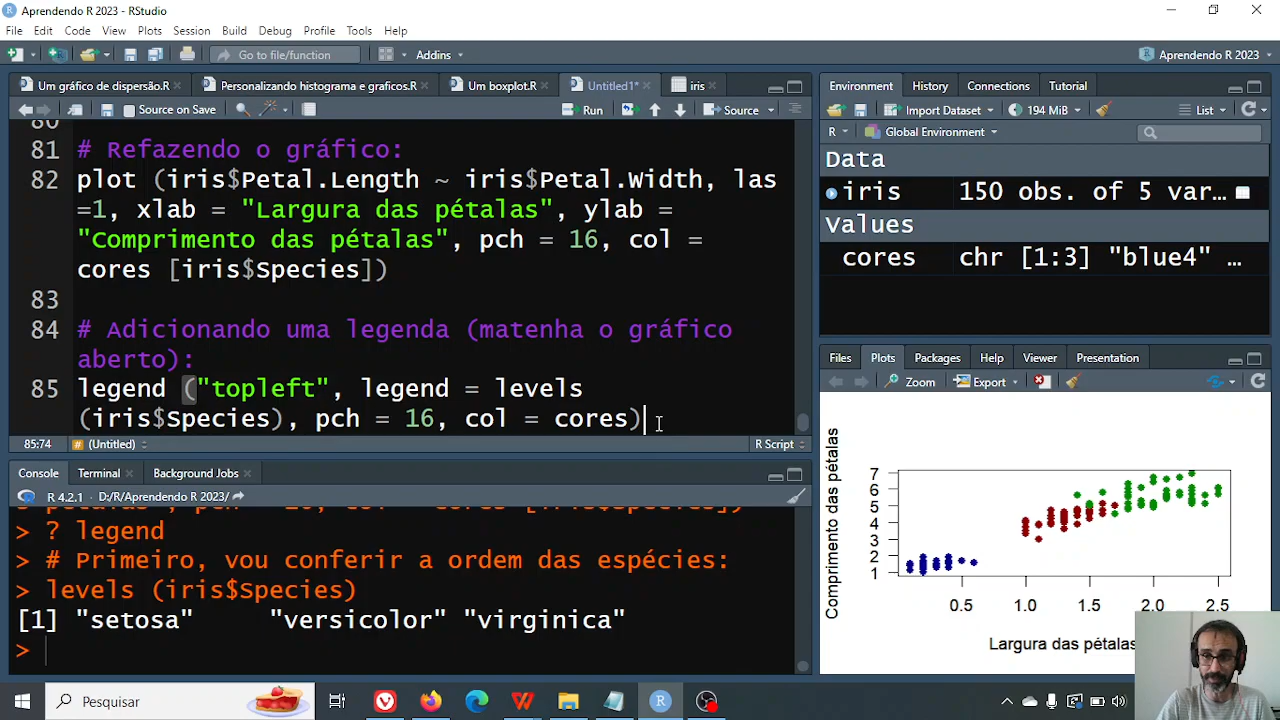 Aprendendo R 2023 - RStudio
File Edit Code View Plots Session Build Debug Profile Tools Help
Go to file/function Addins Aprendendo R 2023
Um gráfico de dispersão.R Personalizando histograma e graficos.R Um boxplot.R Untitled1* iris
Source on Save Run Source
80
81 # Refazendo o gráfico:
82 plot (iris$Petal.Length ~ iris$Petal.Width, las
=1, xlab = "Largura das pétalas", ylab =
"Comprimento das pétalas", pch = 16, col =
cores [iris$Species])
83
84 # Adicionando uma legenda (matenha o gráfico
aberto):
85 legend ("topleft", legend = levels
(iris$Species), pch = 16, col = cores)
85:74 (Untitled) R Script
Console Terminal Background Jobs
R 4.2.1 · D:/R/Aprendendo R 2023/
> ? legend
> # Primeiro, vou conferir a ordem das espécies:
> levels (iris$Species)
[1] "setosa" "versicolor" "virginica"
>
Environment History Connections Tutorial
Import Dataset 194 MiB List
R Global Environment
Data
iris 150 obs. of 5 var…
Values
cores chr [1:3] "blue4" …
Files Plots Packages Help Viewer Presentation
Zoom Export
Comprimento das pétalas
7
6
5
4
3
2
1
0.5 1.0 1.5 2.0 2.5
Largura das pétalas
Pesquisar